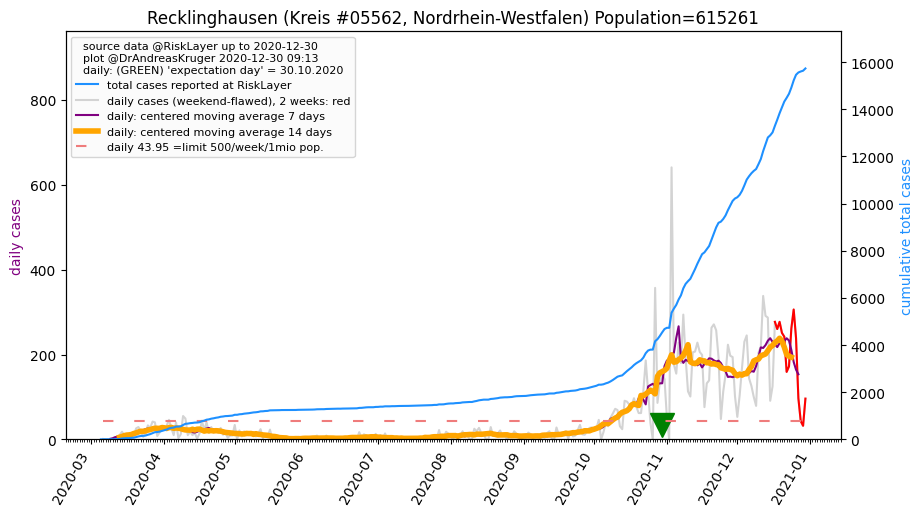 Recklinghausen (Kreis #05562, Nordrhein-Westfalen) Population=615261
source data @RiskLayer up to 2020-12-30
plot @DrAndreasKruger 2020-12-30 09:13
daily: (GREEN) 'expectation day' = 30.10.2020
total cases reported at RiskLayer
daily cases (weekend-flawed), 2 weeks: red
daily: centered moving average 7 days
daily: centered moving average 14 days
daily 43.95 =limit 500/week/1mio pop.
daily cases
800
600
400
200
0
cumulative total cases
16000
14000
12000
10000
8000
6000
4000
2000
0
2020-03
2020-04
2020-05
2020-06
2020-07
2020-08
2020-09
2020-10
2020-11
2020-12
2021-01